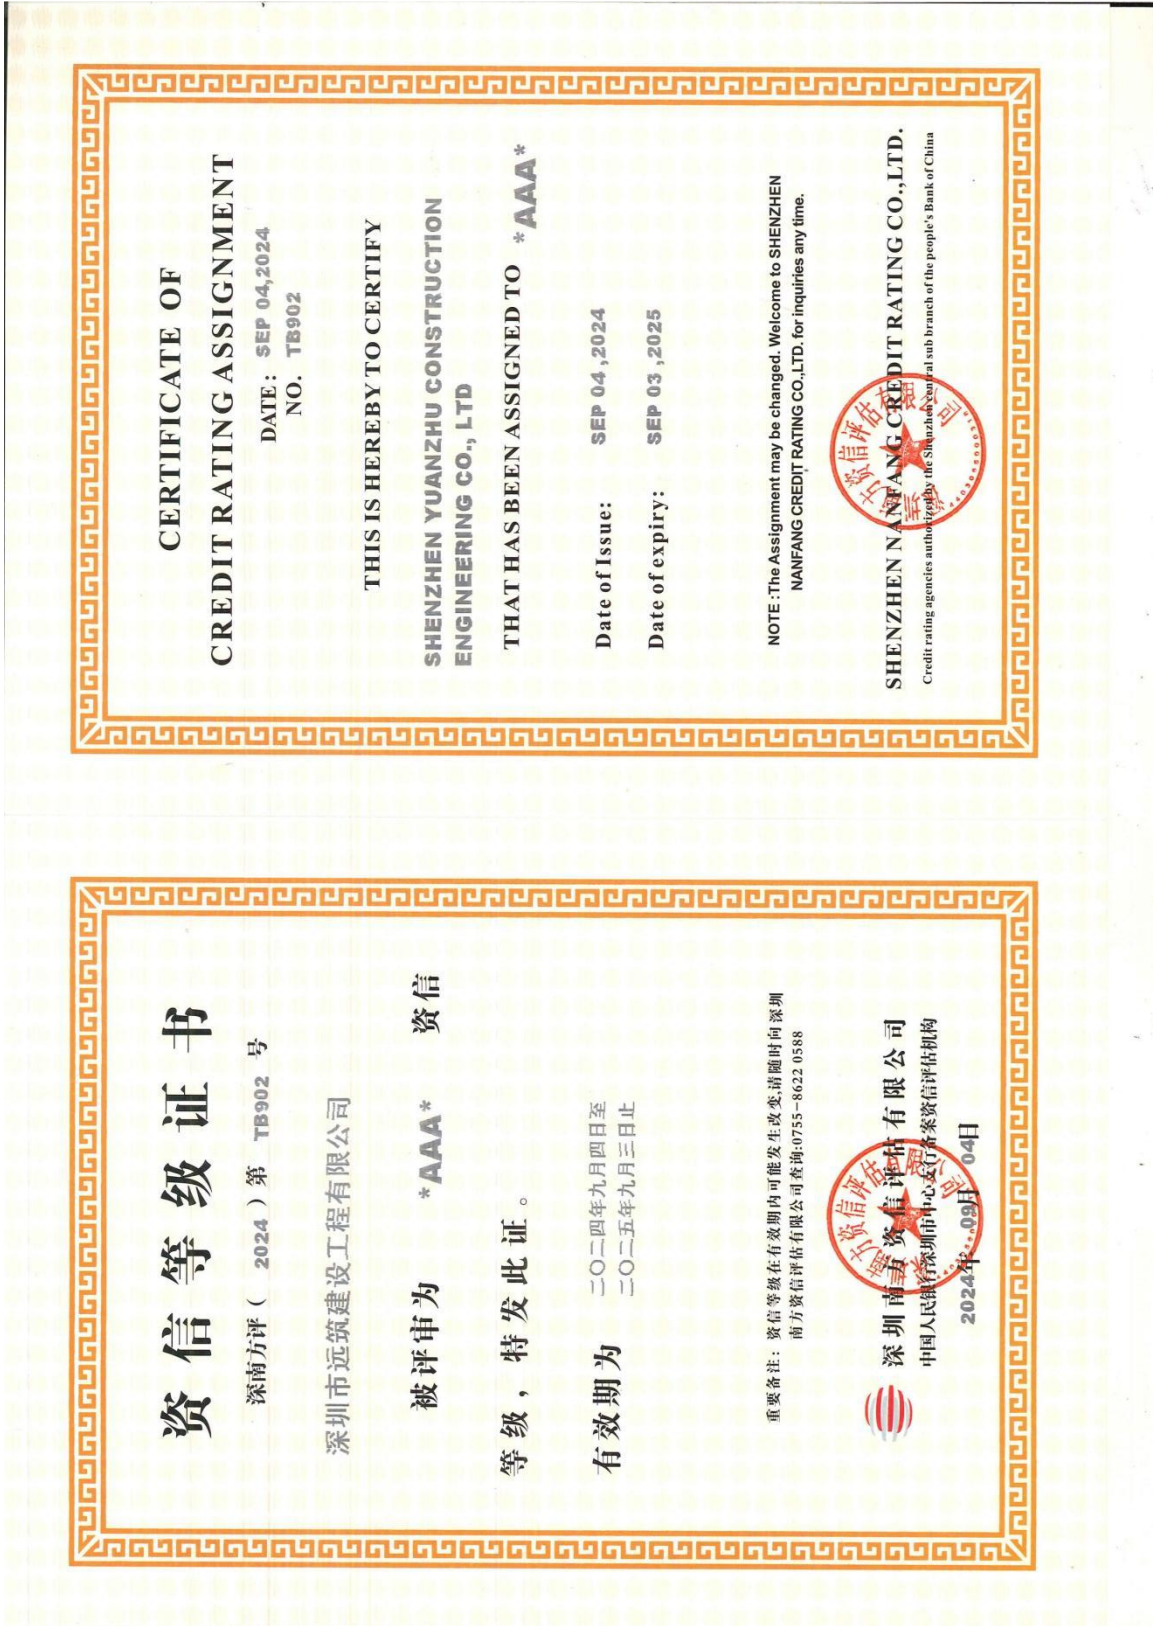 资信等级证书
深南方评（ 2024 ）第 TB902 号
深圳市远筑建设工程有限公司
被评审为 *AAA* 资信
等级，特发此证。
有效期为 二〇二四年九月四日至
二〇二五年九月三日止
重要备注：资信等级在有效期内可能发生改变,请随时向深圳
南方资信评估有限公司查询:0755-8622 0588
深圳南方资信评估有限公司
中国人民银行深圳市中心支行备案资信评估机构
2024年 09月 04日
CERTIFICATE OF
CREDIT RATING ASSIGNMENT
DATE: SEP 04,2024
NO. TB902
THIS IS HEREBY TO CERTIFY
SHENZHEN YUANZHU CONSTRUCTION
ENGINEERING CO., LTD
THAT HAS BEEN ASSIGNED TO *AAA*
Date of Issue: SEP 04,2024
Date of expiry: SEP 03,2025
NOTE:The Assignment may be changed. Welcome to SHENZHEN
NANFANG CREDIT RATING CO.,LTD. for inquiries any time.
SHENZHEN NANFANG CREDIT RATING CO.,LTD.
Credit rating agencies authorized by the Shenzhen central sub branch of the people's Bank of China